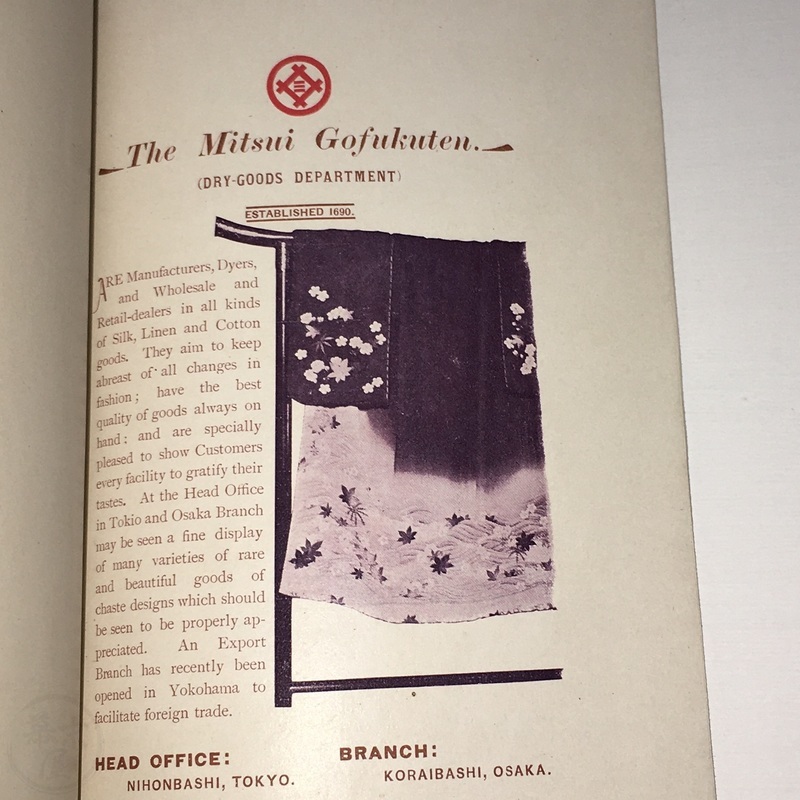 The Mitsui Gofukuten.
(DRY-GOODS DEPARTMENT)
ESTABLISHED 1690.
ARE Manufacturers, Dyers,
and Wholesale and
Retail-dealers in all kinds
of Silk, Linen and Cotton
goods. They aim to keep
abreast of all changes in
fashion; have the best
quality of goods always on
hand: and are specially
pleased to show Customers
every facility to gratify their
tastes. At the Head Office
in Tokio and Osaka Branch
may be seen a fine display
of many varieties of rare
and beautiful goods of
chaste designs which should
be seen to be properly ap-
preciated. An Export
Branch has recently been
opened in Yokohama to
facilitate foreign trade.
HEAD OFFICE:
NIHONBASHI, TOKYO.
BRANCH:
KORAIBASHI, OSAKA.